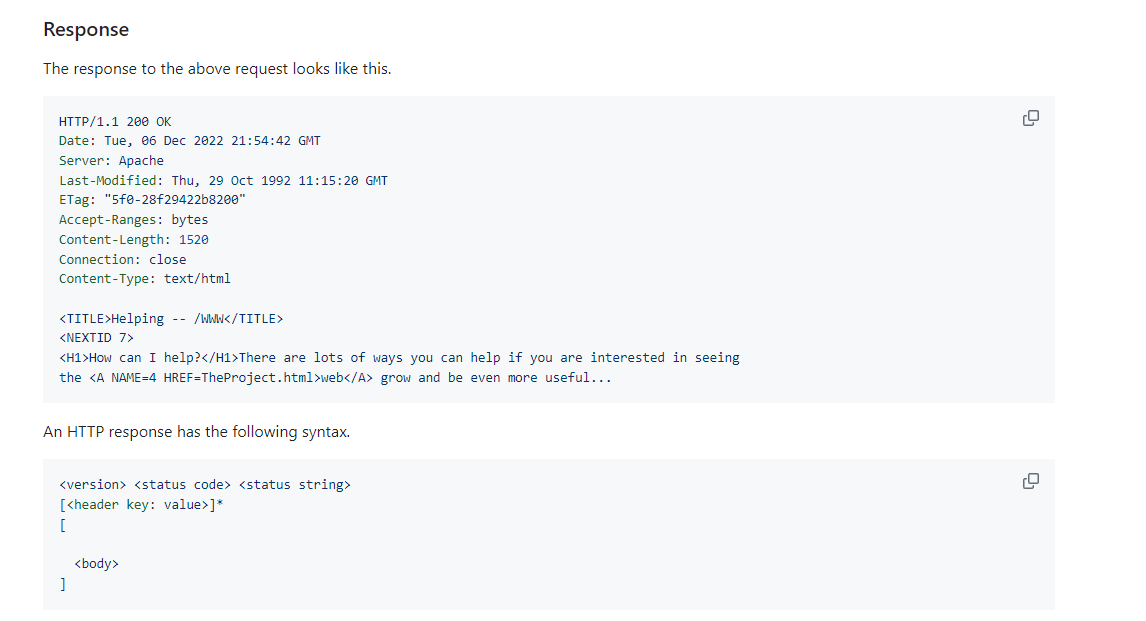 Response
The response to the above request looks like this.
HTTP/1.1 200 OK
Date: Tue, 06 Dec 2022 21:54:42 GMT
Server: Apache
Last-Modified: Thu, 29 Oct 1992 11:15:20 GMT
ETag: "5f0-28f29422b8200"
Accept-Ranges: bytes
Content-Length: 1520
Connection: close
Content-Type: text/html
<TITLE>Helping -- /WWW</TITLE>
<NEXTID 7>
<H1>How can I help?</H1>There are lots of ways you can help if you are interested in seeing
the <A NAME=4 HREF=TheProject.html>web</A> grow and be even more useful...
An HTTP response has the following syntax.
<version> <status code> <status string>
[<header key: value>]*
[
<body>
]